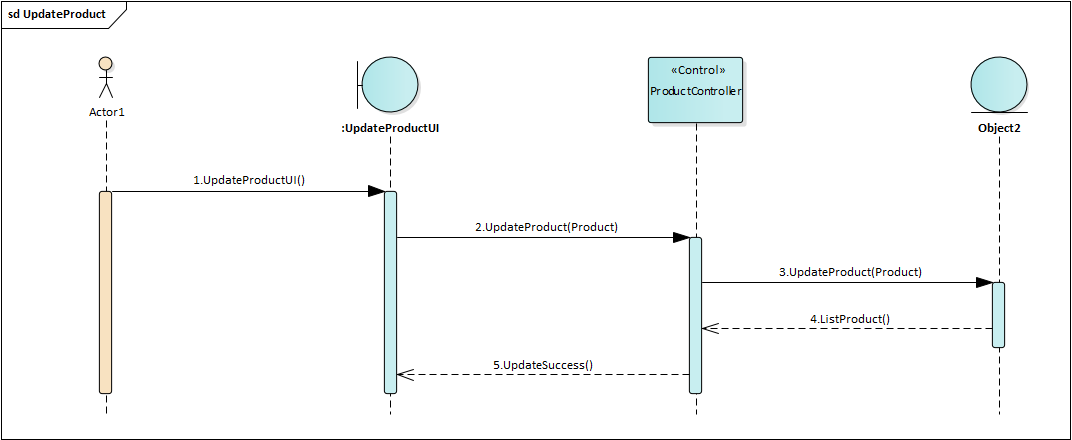 sd UpdateProduct
Actor1
:UpdateProductUI
«Control»
ProductController
Object2
1.UpdateProductUI()
2.UpdateProduct(Product)
3.UpdateProduct(Product)
4.ListProduct()
5.UpdateSuccess()